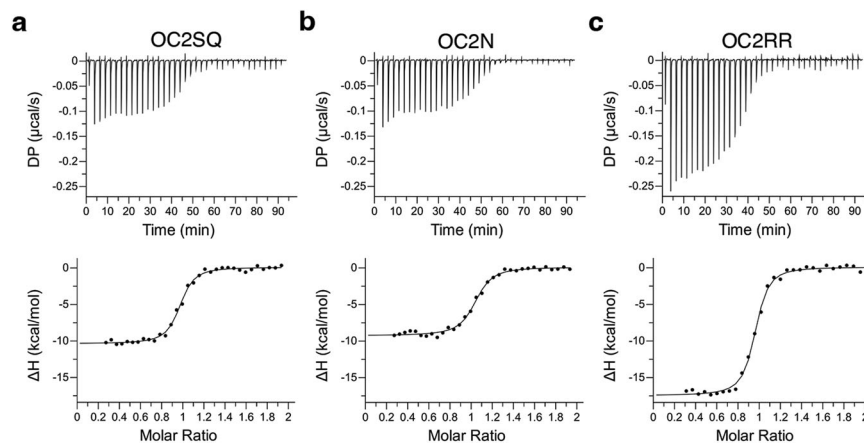 a
OC2SQ
DP (µcal/s)
0
-0.05
-0.1
-0.15
-0.2
-0.25
0 10 20 30 40 50 60 70 80 90
Time (min)
ΔH (kcal/mol)
0
-5
-10
-15
0 0.2 0.4 0.6 0.8 1 1.2 1.4 1.6 1.8 2
Molar Ratio
b
OC2N
DP (µcal/s)
0
-0.05
-0.1
-0.15
-0.2
-0.25
0 10 20 30 40 50 60 70 80 90
Time (min)
ΔH (kcal/mol)
0
-5
-10
-15
0 0.2 0.4 0.6 0.8 1 1.2 1.4 1.6 1.8 2
Molar Ratio
c
OC2RR
DP (µcal/s)
0
-0.05
-0.1
-0.15
-0.2
-0.25
0 10 20 30 40 50 60 70 80 90
Time (min)
ΔH (kcal/mol)
0
-5
-10
-15
0 0.2 0.4 0.6 0.8 1 1.2 1.4 1.6 1.8
Molar Ratio